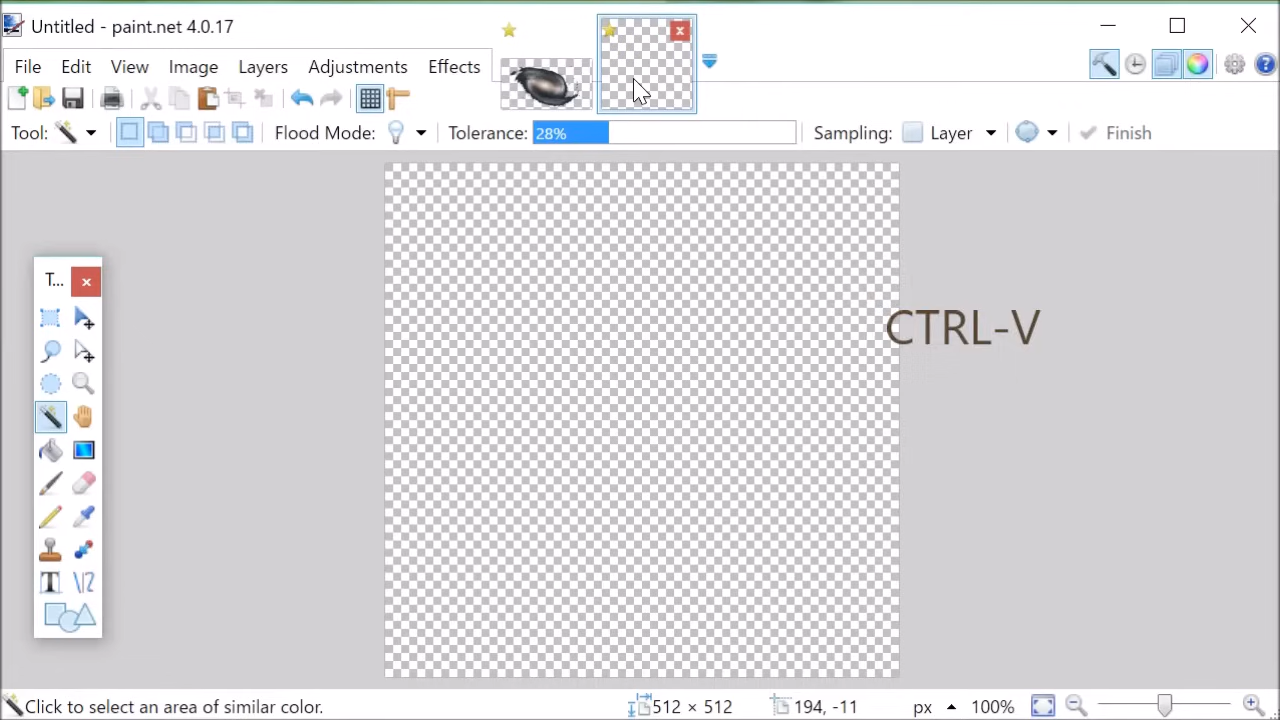 Untitled - paint.net 4.0.17
File Edit View Image Layers Adjustments Effects
Tool: Flood Mode: Tolerance: 28% Sampling: Layer Finish
T...
CTRL-V
Click to select an area of similar color. 512 × 512 194, -11 px 100%